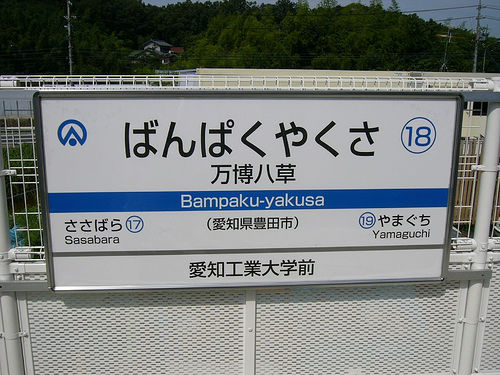 ばんぱくやくさ 18
万博八草
Bampaku-yakusa
ささばら 17 (愛知県豊田市) 19 やまぐち
Sasabara Yamaguchi
愛知工業大学前